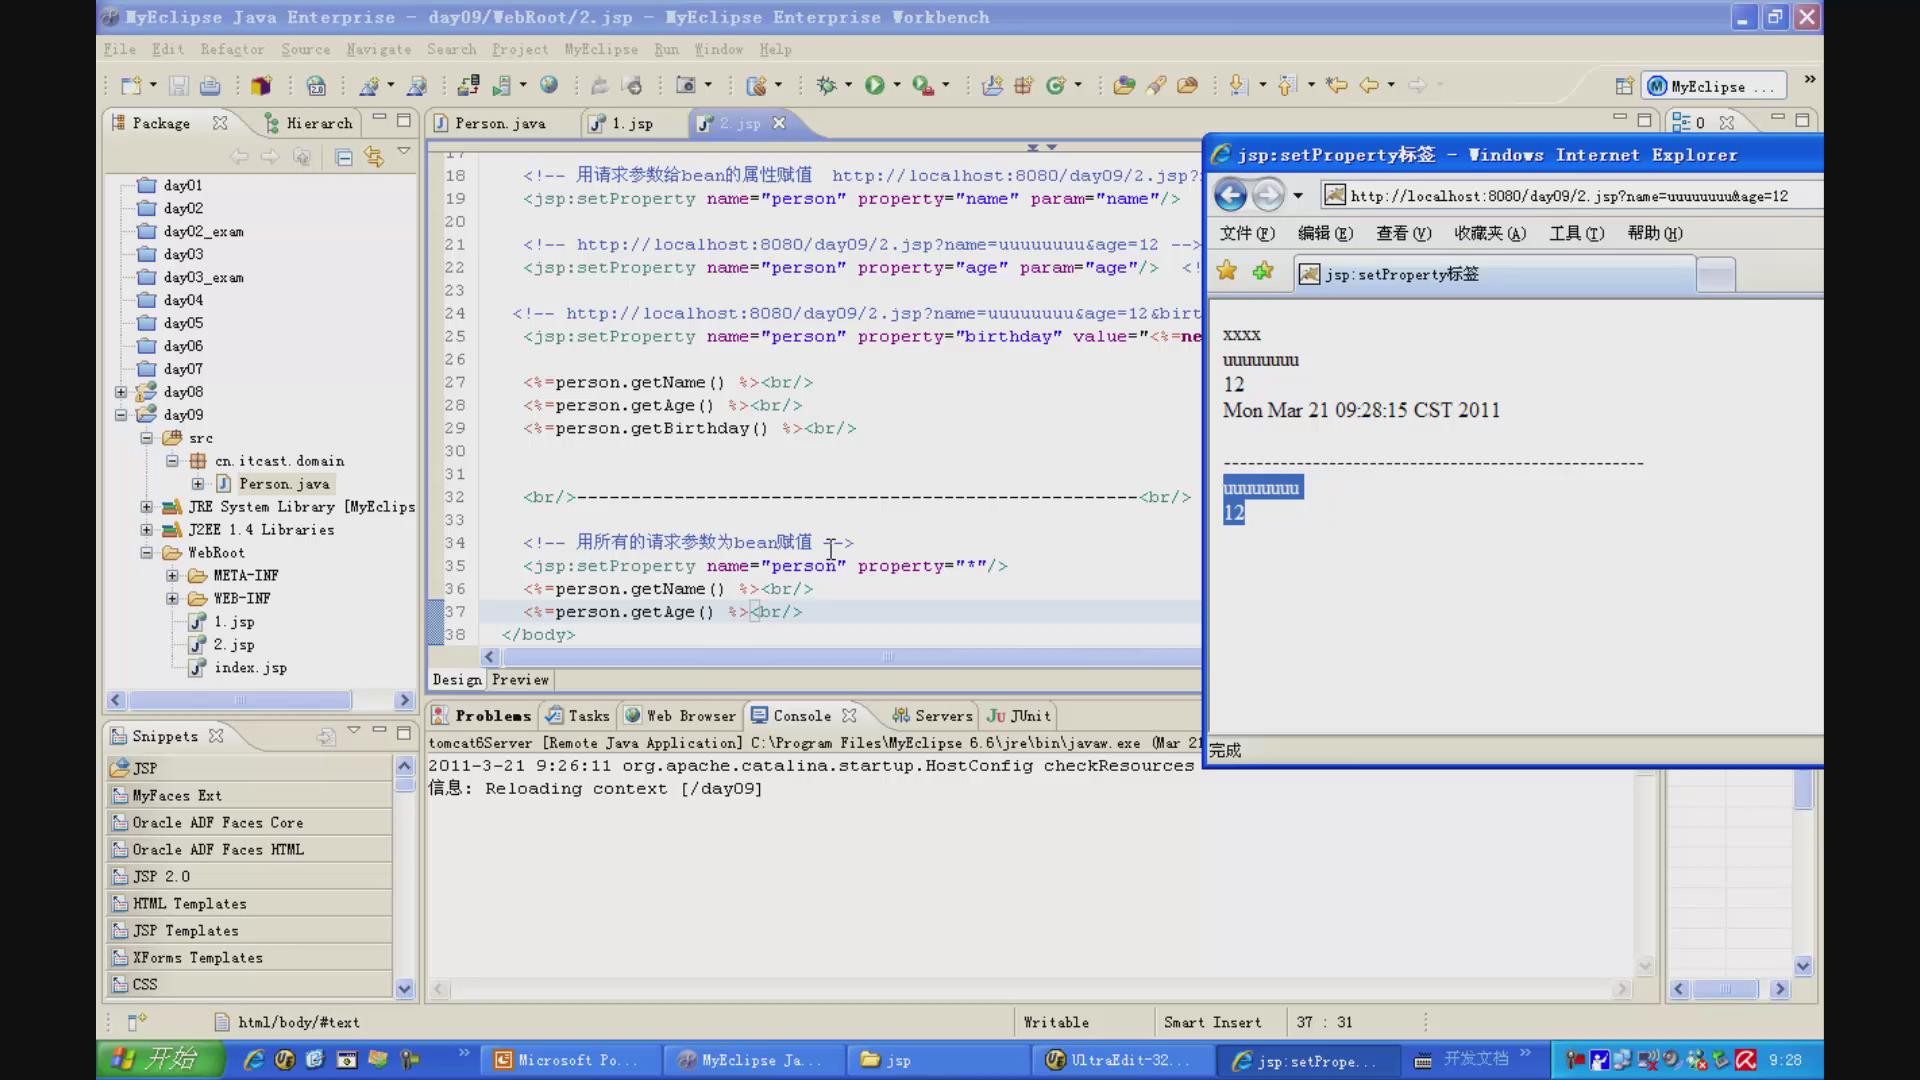 MyEclipse Java Enterprise - day09/WebRoot/2.jsp - MyEclipse Enterprise Workbench
File Edit Refactor Source Navigate Search Project MyEclipse Run Window Help
MyEclipse ...
Package
Hierarch
Person.java
1.jsp
2.jsp
O
day01
day02
day02_exam
day03
day03_exam
day04
day05
day06
day07
day08
day09
src
cn.itcast.domain
Person.java
JRE System Library [MyEclips
J2EE 1.4 Libraries
WebRoot
META-INF
WEB-INF
1.jsp
2.jsp
index.jsp
17
18 <!-- 用请求参数给bean的属性赋值 http://localhost:8080/day09/2.jsp?
19 <jsp:setProperty name="person" property="name" param="name"/>
20
21 <!-- http://localhost:8080/day09/2.jsp?name=uuuuuuuu&age=12 -->
22 <jsp:setProperty name="person" property="age" param="age"/> <!
23
24 <!-- http://localhost:8080/day09/2.jsp?name=uuuuuuuu&age=12&birt
25 <jsp:setProperty name="person" property="birthday" value="<%=ne
26
27 <%=person.getName() %><br/>
28 <%=person.getAge() %><br/>
29 <%=person.getBirthday() %><br/>
30
31
32 <br/>----------------------------------------------------<br/>
33
34 <!-- 用所有的请求参数为bean赋值 -->
35 <jsp:setProperty name="person" property="*"/>
36 <%=person.getName() %><br/>
37 <%=person.getAge() %><br/>
38 </body>
Design Preview
jsp:setProperty标签 - Windows Internet Explorer
http://localhost:8080/day09/2.jsp?name=uuuuuuuu&age=12
文件(F) 编辑(E) 查看(V) 收藏夹(A) 工具(T) 帮助(H)
jsp:setProperty标签
xxxx
uuuuuuuu
12
Mon Mar 21 09:28:15 CST 2011
----------------------------------------------------
uuuuuuuu
12
完成
Problems Tasks Web Browser Console Servers JUnit
tomcat6Server [Remote Java Application] C:\Program Files\MyEclipse 6.6\jre\bin\javaw.exe (Mar 21
2011-3-21 9:26:11 org.apache.catalina.startup.HostConfig checkResources
信息: Reloading context [/day09]
Snippets
JSP
MyFaces Ext
Oracle ADF Faces Core
Oracle ADF Faces HTML
JSP 2.0
HTML Templates
JSP Templates
XForms Templates
CSS
html/body/#text
Writable
Smart Insert
37 : 31
开始
Microsoft Po...
MyEclipse Ja...
jsp
UltraEdit-32...
jsp:setPrope...
开发文档
9:28